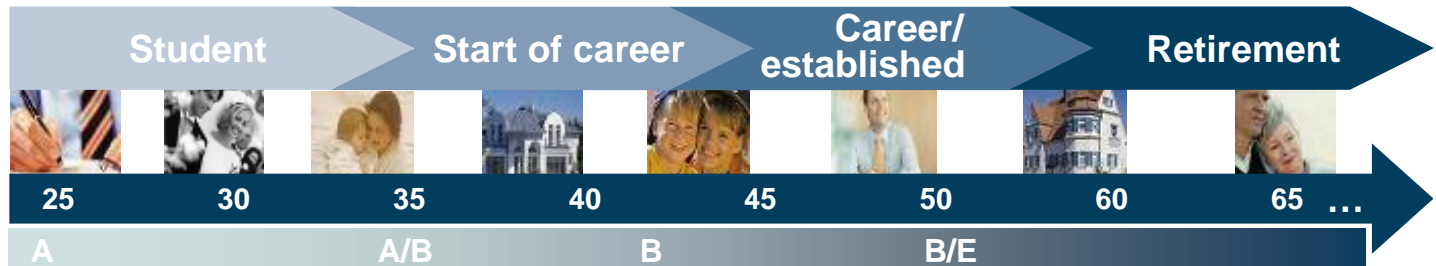 Student
Start of career
Career/
established
Retirement
25 30 35 40 45 50 60 65 ...
A A/B B B/E